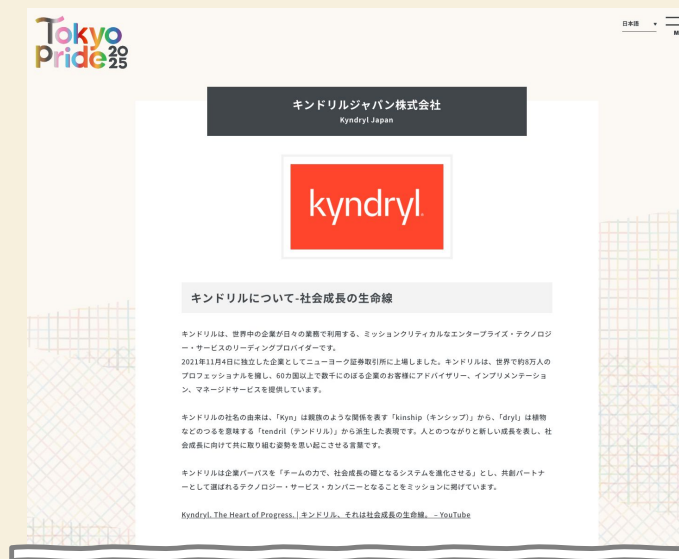 Tokyo
Pride 20
25
日本語
M
キンドリルジャパン株式会社
Kyndryl Japan
kyndryl.
キンドリルについて-社会成長の生命線
キンドリルは、世界中の企業が日々の業務で利用する、ミッションクリティカルなエンタープライズ・テクノロジ
ー・サービスのリーディングプロバイダーです。
2021年11月4日に独立した企業としてニューヨーク証券取引所に上場しました。キンドリルは、世界で約8万人の
プロフェッショナルを擁し、60カ国以上で数千にのぼる企業のお客様にアドバイザリー、インプリメンテーショ
ン、マネージドサービスを提供しています。
キンドリルの社名の由来は、「Kyn」は親族のような関係を表す「kinship（キンシップ）」から、「dryl」は植物
などのつるを意味する「tendril（テンドリル）」から派生した表現です。人とのつながりと新しい成長を表し、社
会成長に向けて共に取り組む姿勢を思い起こさせる言葉です。
キンドリルは企業パーパスを「チームの力で、社会成長の礎となるシステムを進化させる」とし、共創パートナ
ーとして選ばれるテクノロジー・サービス・カンパニーとなることをミッションに掲げています。
Kyndryl, The Heart of Progress. | キンドリル、それは社会成長の生命線。 – YouTube